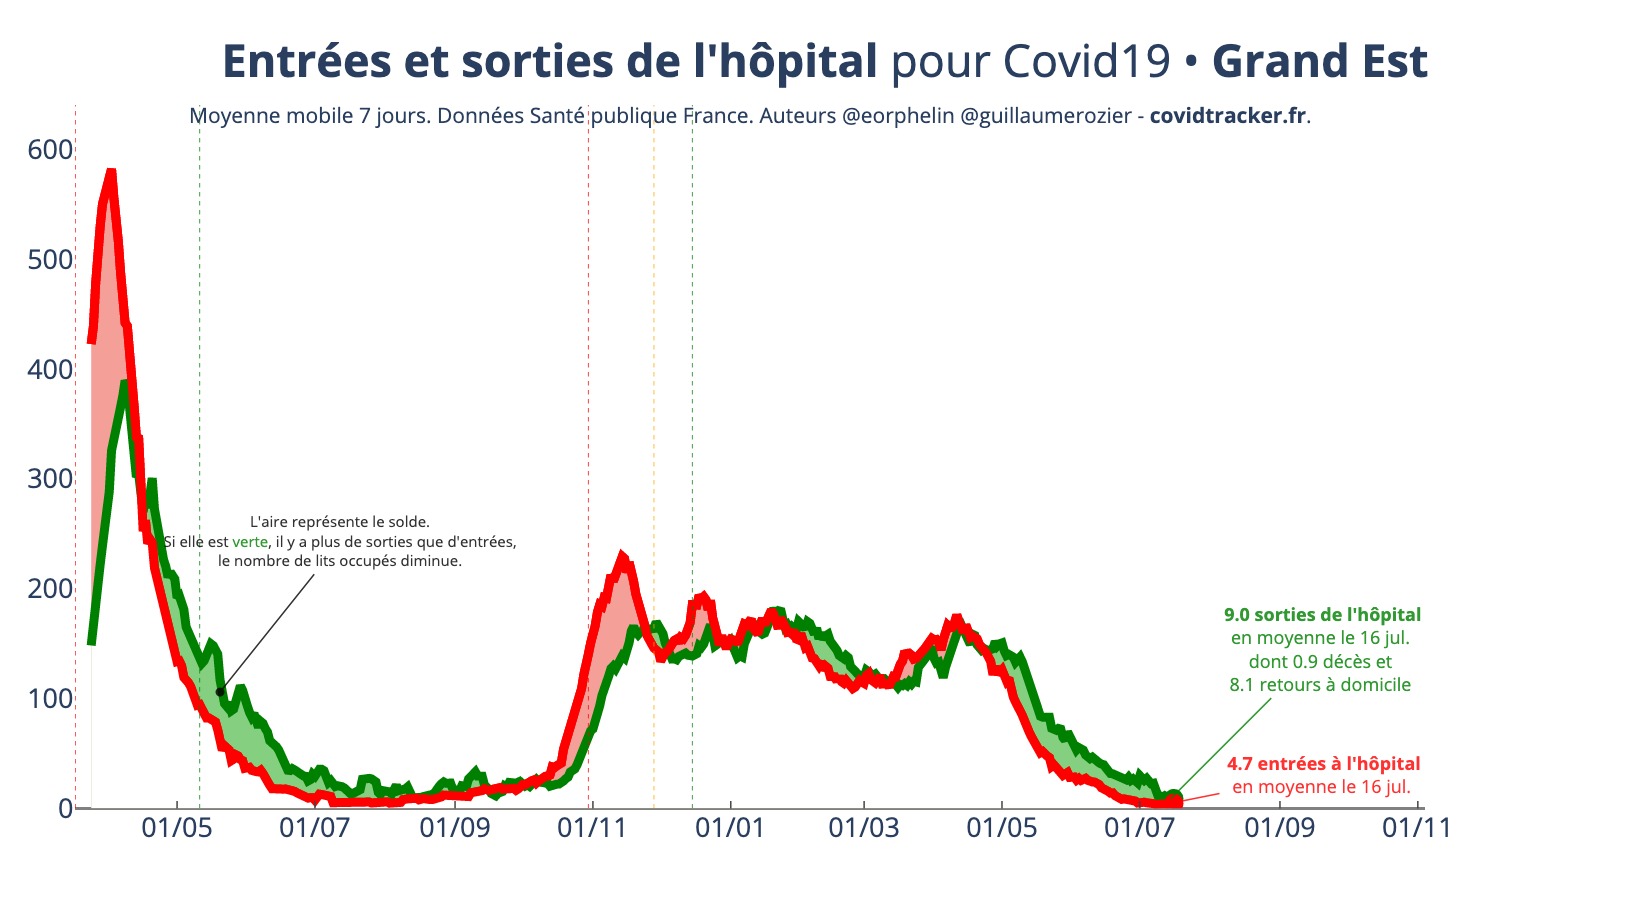 Entrées et sorties de l'hôpital pour Covid19 • Grand Est
Moyenne mobile 7 jours. Données Santé publique France. Auteurs @eorphelin @guillaumerozier - covidtracker.fr.
600
500
400
300
200
100
0
L'aire représente le solde.
Si elle est verte, il y a plus de sorties que d'entrées,
le nombre de lits occupés diminue.
9.0 sorties de l'hôpital
en moyenne le 16 jul.
dont 0.9 décès et
8.1 retours à domicile
4.7 entrées à l'hôpital
en moyenne le 16 jul.
01/05 01/07 01/09 01/11 01/01 01/03 01/05 01/07 01/09 01/11